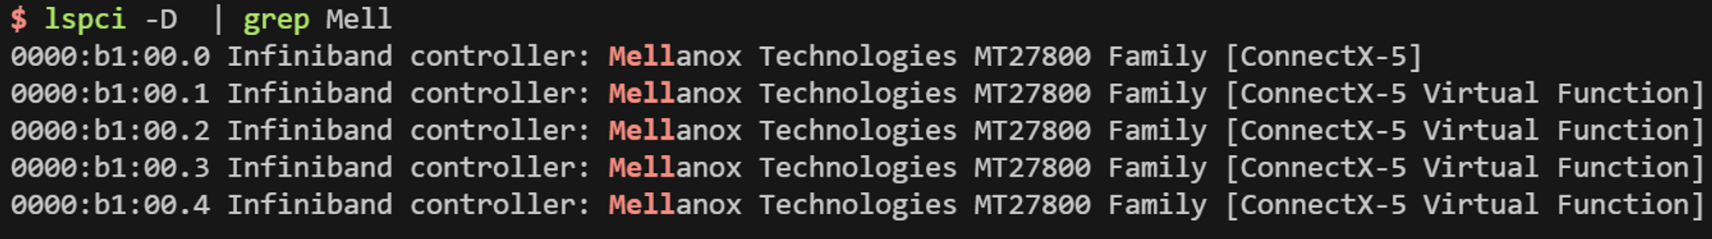 $ lspci -D  | grep Mell
0000:b1:00.0 Infiniband controller: Mellanox Technologies MT27800 Family [ConnectX-5]
0000:b1:00.1 Infiniband controller: Mellanox Technologies MT27800 Family [ConnectX-5 Virtual Function]
0000:b1:00.2 Infiniband controller: Mellanox Technologies MT27800 Family [ConnectX-5 Virtual Function]
0000:b1:00.3 Infiniband controller: Mellanox Technologies MT27800 Family [ConnectX-5 Virtual Function]
0000:b1:00.4 Infiniband controller: Mellanox Technologies MT27800 Family [ConnectX-5 Virtual Function]